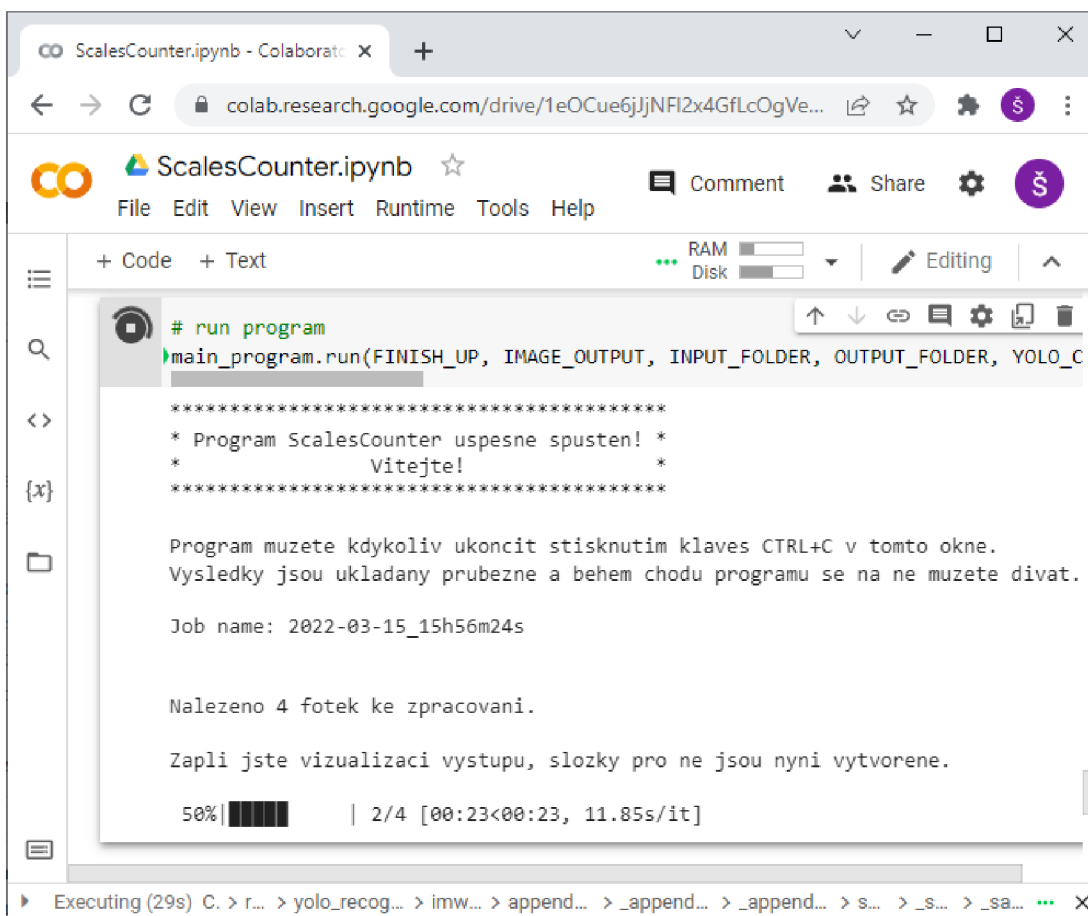 ScalesCounter.ipynb - Colaborato
colab.research.google.com/drive/1eOCue6jJjNFl2x4GfLcOgVe... Š
ScalesCounter.ipynb
Comment Share Š
File Edit View Insert Runtime Tools Help
+ Code + Text RAM Disk Editing
# run program
main_program.run(FINISH_UP, IMAGE_OUTPUT, INPUT_FOLDER, OUTPUT_FOLDER, YOLO_C
******************************************
* Program ScalesCounter uspesne spusten! *
* Vitejte! *
******************************************
Program muzete kdykoliv ukoncit stisknutim klaves CTRL+C v tomto okne.
Vysledky jsou ukladany prubezne a behem chodu programu se na ne muzete divat.
Job name: 2022-03-15_15h56m24s
Nalezeno 4 fotek ke zpracovani.
Zapli jste vizualizaci vystupu, slozky pro ne jsou nyni vytvorene.
50%|█████     | 2/4 [00:23<00:23, 11.85s/it]
Executing (29s) C. > r... > yolo_recog... > imw... > append... > _append... > _append... > s... > _s... > _sa... ...